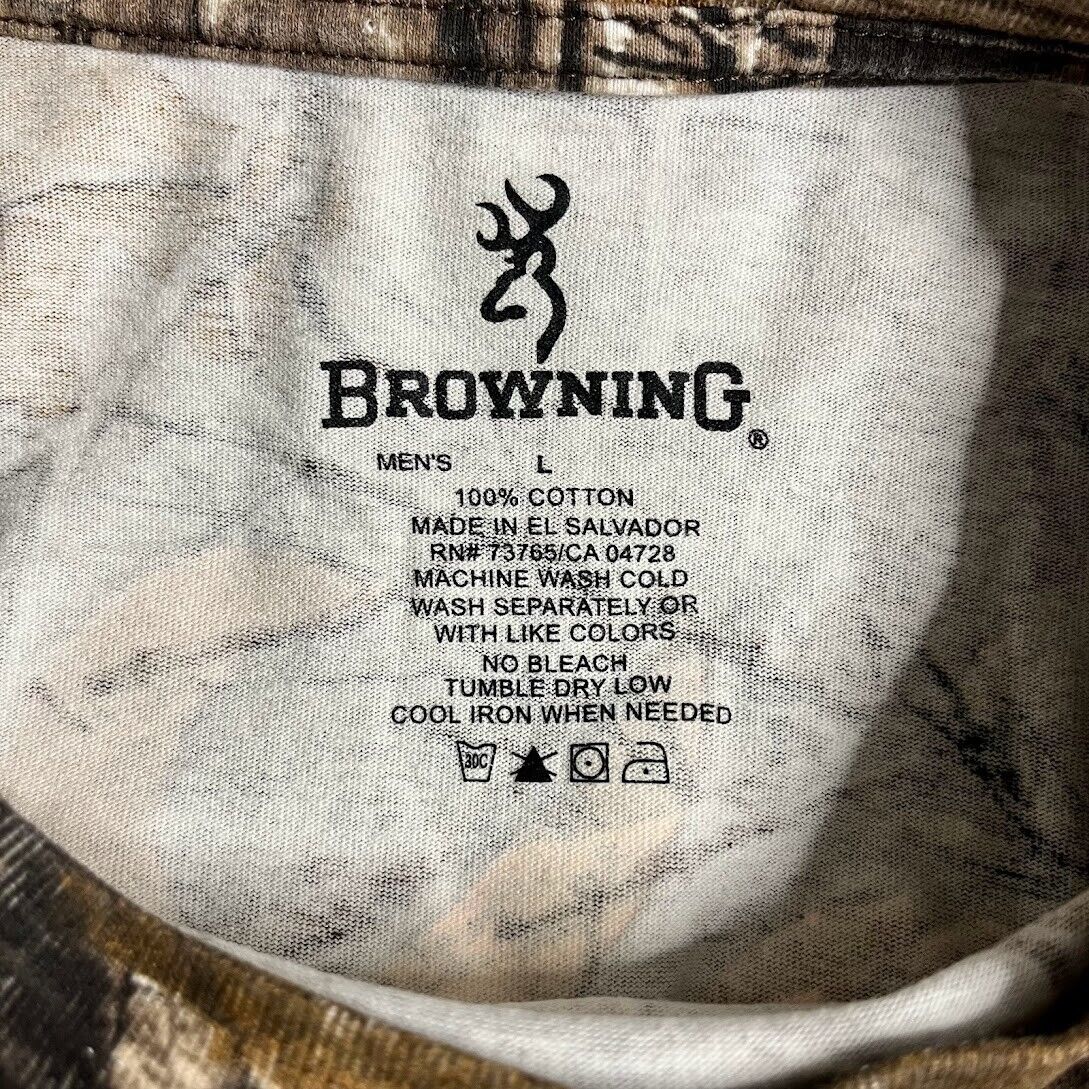 BROWNING®
MEN'S L
100% COTTON
MADE IN EL SALVADOR
RN# 73765/CA 04728
MACHINE WASH COLD
WASH SEPARATELY OR
WITH LIKE COLORS
NO BLEACH
TUMBLE DRY LOW
COOL IRON WHEN NEEDED
30C